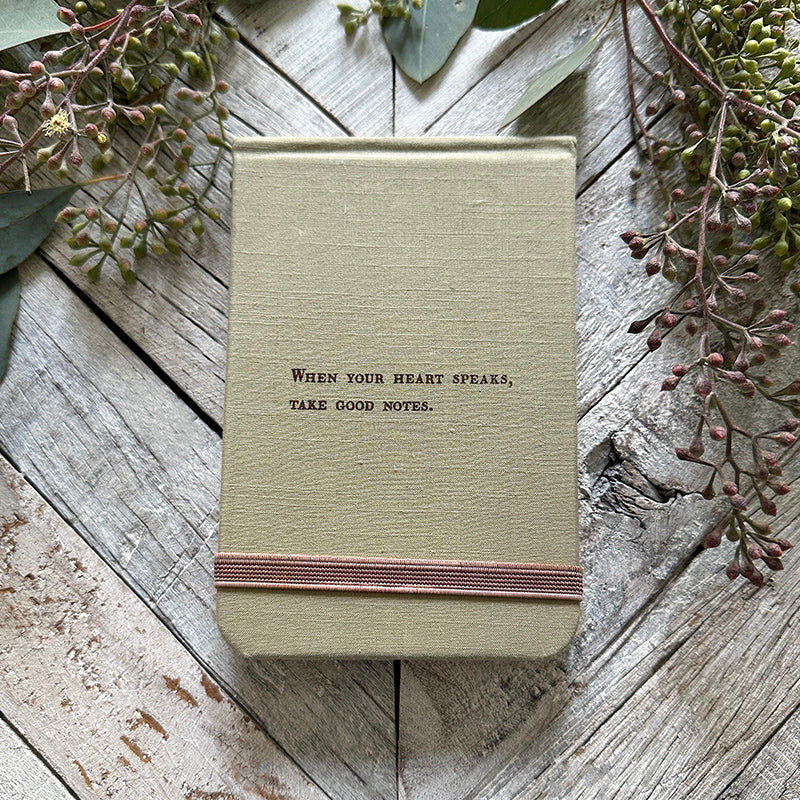 When your heart speaks,
take good notes.